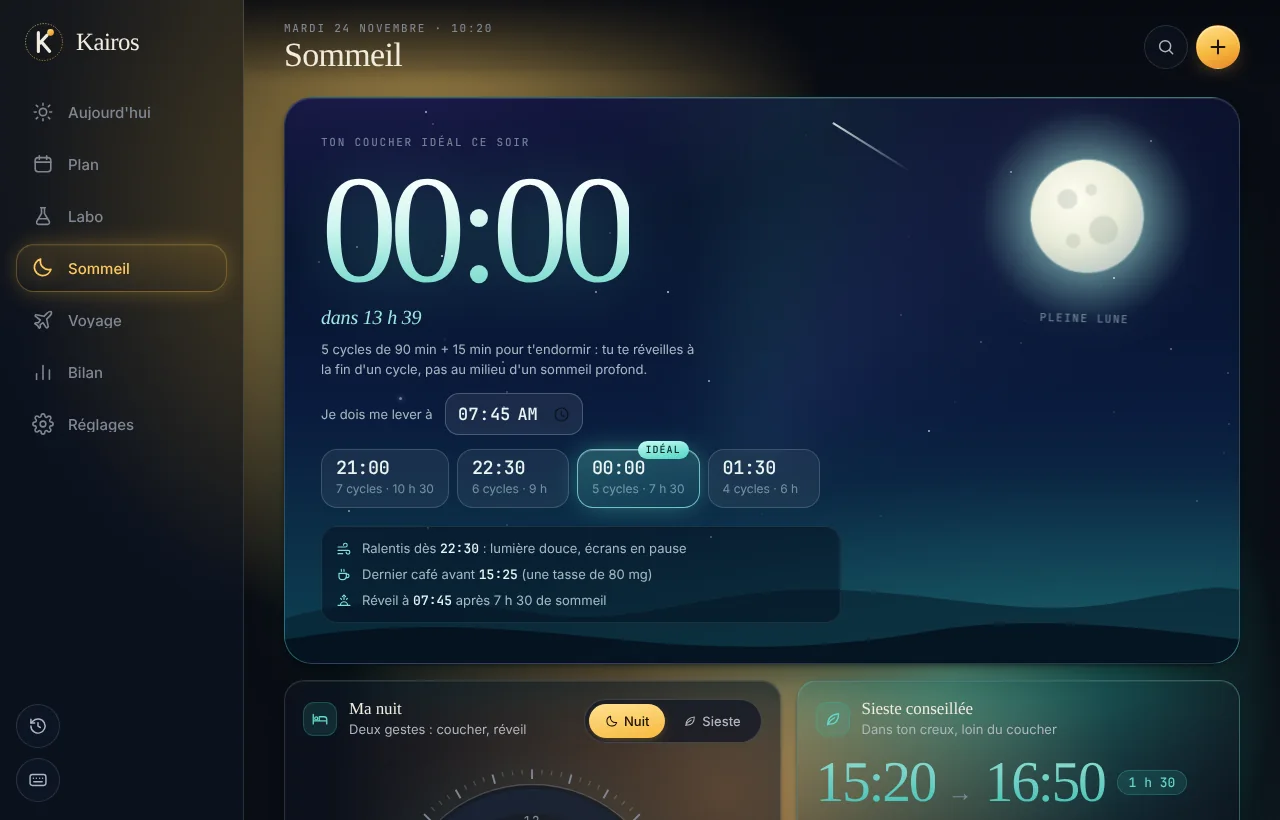 Kairos
Aujourd'hui
Plan
Labo
Sommeil
Voyage
Bilan
Réglages
MARDI 24 NOVEMBRE · 10:20
Sommeil
TON COUCHER IDÉAL CE SOIR
00:00
dans 13 h 39
5 cycles de 90 min + 15 min pour t'endormir : tu te réveilles à
la fin d'un cycle, pas au milieu d'un sommeil profond.
PLEINE LUNE
Je dois me lever à 07:45 AM
IDÉAL
21:00 22:30 00:00 01:30
7 cycles · 10 h 30 6 cycles · 9 h 5 cycles · 7 h 30 4 cycles · 6 h
Ralentis dès 22:30 : lumière douce, écrans en pause
Dernier café avant 15:25 (une tasse de 80 mg)
Réveil à 07:45 après 7 h 30 de sommeil
Ma nuit
Deux gestes : coucher, réveil
Nuit Sieste
12
Sieste conseillée
Dans ton creux, loin du coucher
15:20 → 16:50 1 h 30